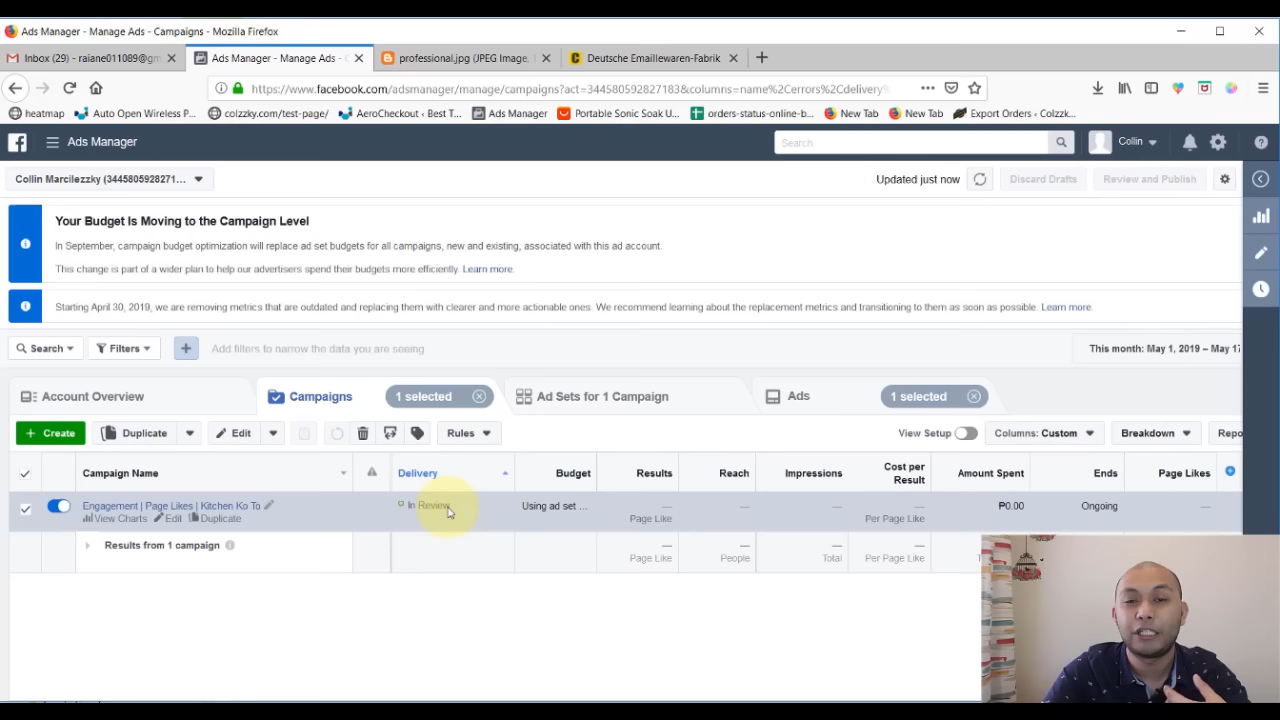 Ads Manager - Manage Ads - Campaigns - Mozilla Firefox
Inbox (29) - raiane011089@gm
Ads Manager - Manage Ads - C
professional.jpg (JPEG Image,
Deutsche Emaillewaren-Fabrik
https://www.facebook.com/adsmanager/manage/campaigns?act=344580592827183&columns=name%2Cerrors%2Cdelivery%
heatmap
Auto Open Wireless P...
colzzky.com/test-page/
AeroCheckout < Best T...
Ads Manager
Portable Sonic Soak U...
orders-status-online-b...
New Tab
New Tab
Export Orders ‹ Colzzk...
Ads Manager
Search
Collin
Collin Marcilezzky (3445805928271...
Updated just now
Discard Drafts
Review and Publish
Your Budget Is Moving to the Campaign Level
In September, campaign budget optimization will replace ad set budgets for all campaigns, new and existing, associated with this ad account.
This change is part of a wider plan to help our advertisers spend their budgets more efficiently. Learn more.
Starting April 30, 2019, we are removing metrics that are outdated and replacing them with clearer and more actionable ones. We recommend learning about the replacement metrics and transitioning to them as soon as possible. Learn more.
Search
Filters
Add filters to narrow the data you are seeing
This month: May 1, 2019 – May 17
Account Overview
Campaigns
1 selected
Ad Sets for 1 Campaign
Ads
1 selected
+ Create
Duplicate
Edit
Rules
View Setup
Columns: Custom
Breakdown
Repo
Campaign Name
Delivery
Budget
Results
Reach
Impressions
Cost per Result
Amount Spent
Ends
Page Likes
Engagement | Page Likes | Kitchen Ko To
In Review
Using ad set ...
—
—
—
—
₱0.00
Ongoing
—
View Charts
Edit
Duplicate
Page Like
Per Page Like
Results from 1 campaign
—
—
—
—
Page Like
People
Total
Per Page Like